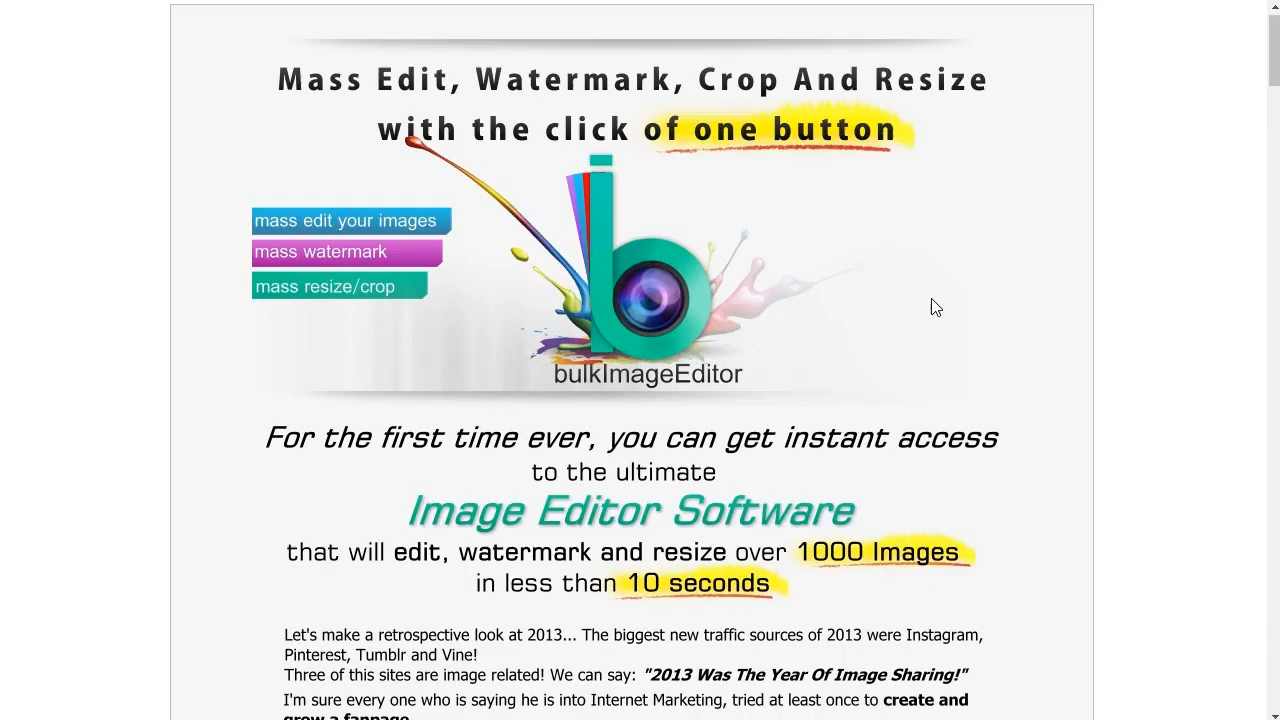 Mass Edit, Watermark, Crop And Resize
with the click of one button
mass edit your images
mass watermark
mass resize/crop
bulkImageEditor
For the first time ever, you can get instant access
to the ultimate
Image Editor Software
that will edit, watermark and resize over 1000 Images
in less than 10 seconds
Let's make a retrospective look at 2013... The biggest new traffic sources of 2013 were Instagram,
Pinterest, Tumblr and Vine!
Three of this sites are image related! We can say: "2013 Was The Year Of Image Sharing!"
I'm sure every one who is saying he is into Internet Marketing, tried at least once to create and
grow a fanpage